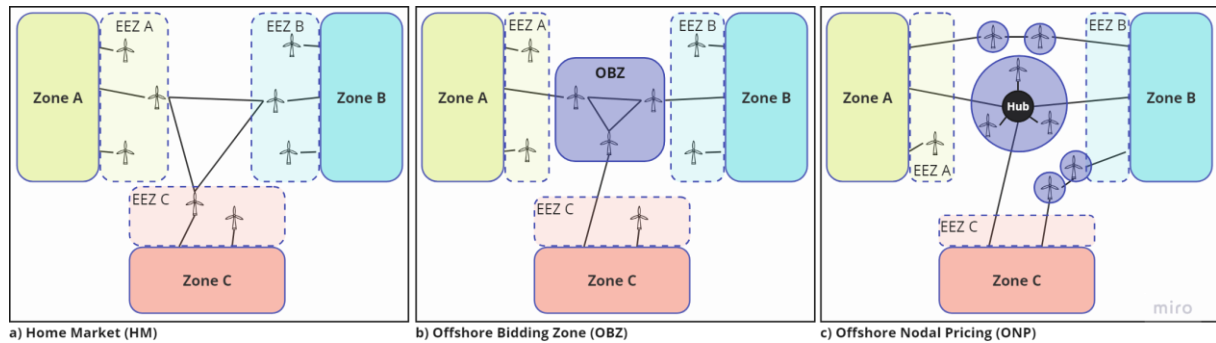 EEZ A
EEZ B
Zone A
Zone B
EEZ C
Zone C
a) Home Market (HM)
EEZ A
EEZ B
OBZ
Zone A
Zone B
EEZ C
Zone C
b) Offshore Bidding Zone (OBZ)
EEZ B
Zone A
Hub
Zone B
EEZ A
EEZ C
Zone C
miro
c) Offshore Nodal Pricing (ONP)